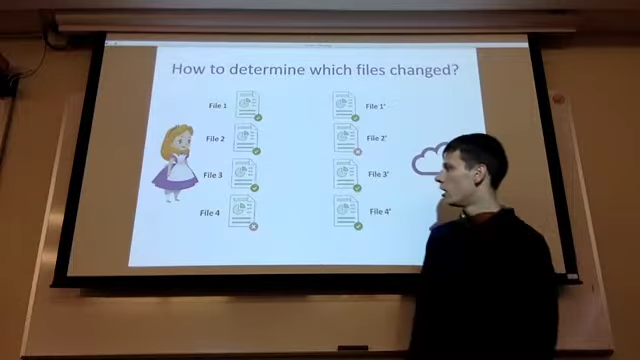 How to determine which files changed?
File 1
File 1'
File 2
File 2'
File 3
File 3'
File 4
File 4'